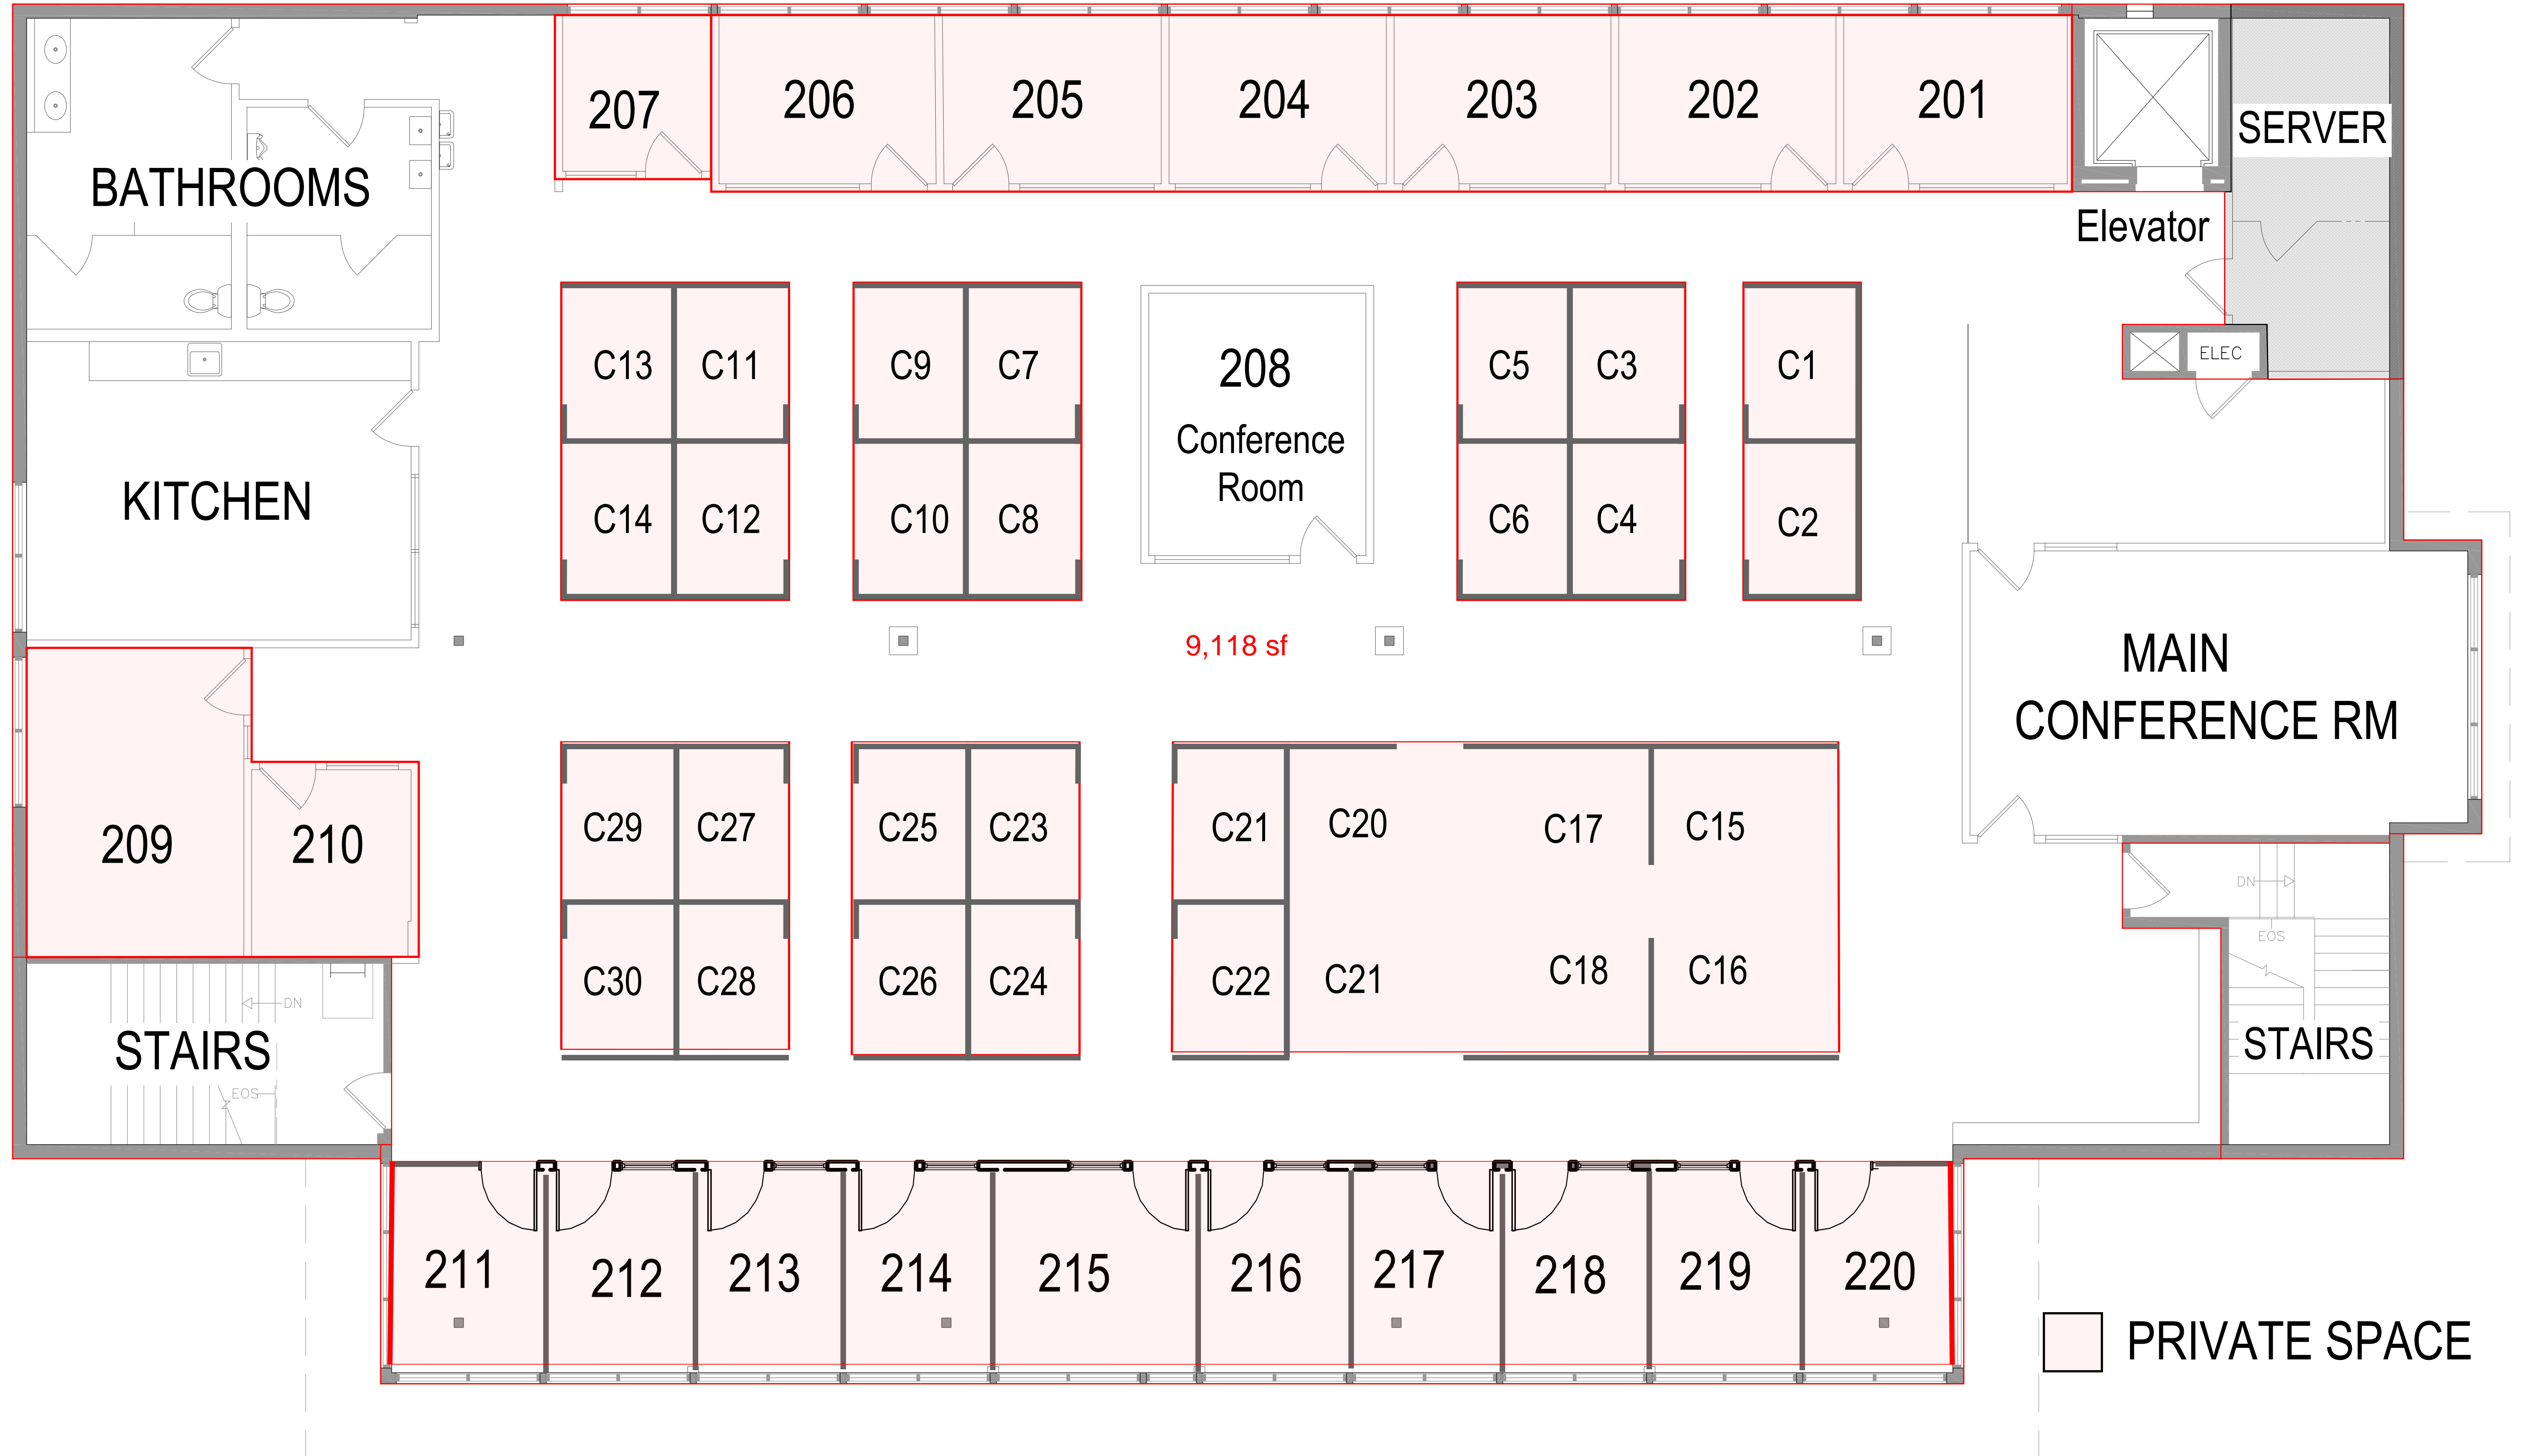 207
206
205
204
203
202
201
SERVER
BATHROOMS
Elevator
ELEC
C13
C11
C9
C7
208
Conference
Room
C5
C3
C1
KITCHEN
C14
C12
C10
C8
C6
C4
C2
9,118 sf
MAIN
CONFERENCE RM
209
210
C29
C27
C25
C23
C21
C20
C17
C15
DN
EOS
C30
C28
C26
C24
C22
C21
C18
C16
DN
STAIRS
EOS
STAIRS
211
212
213
214
215
216
217
218
219
220
PRIVATE SPACE